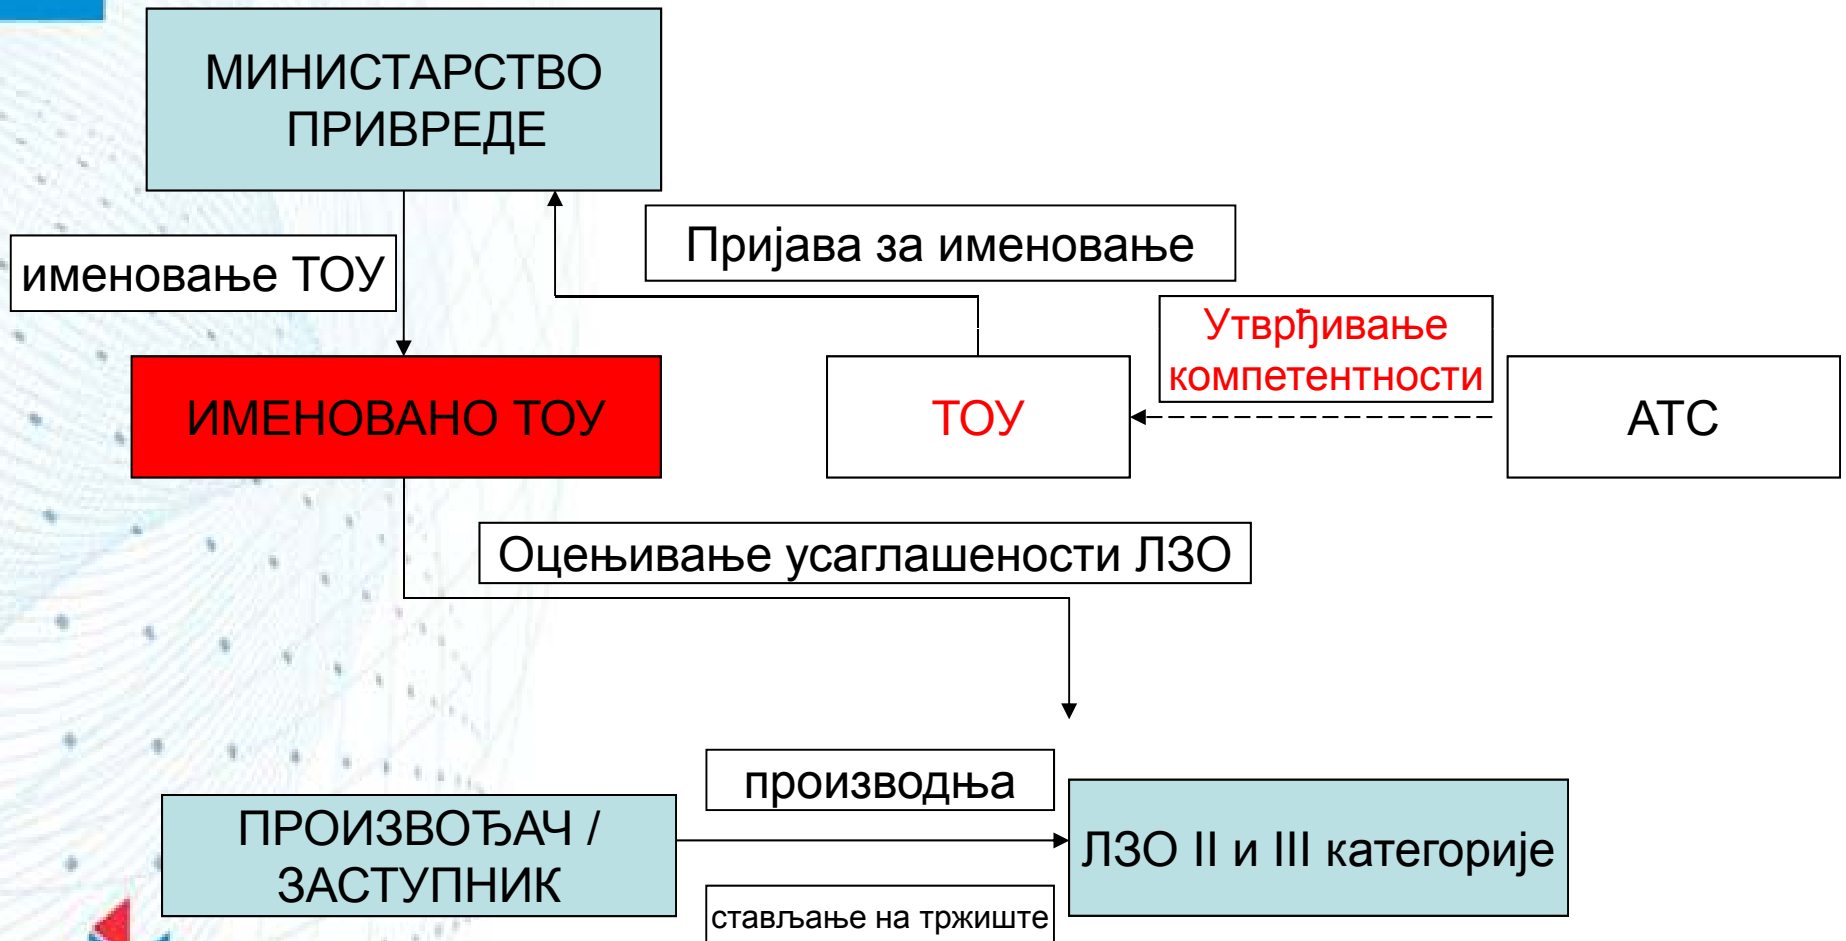 МИНИСТАРСТВО
ПРИВРЕДЕ
Пријава за именовање
именовање ТОУ
Утврђивање
компетентности
ИМЕНОВАНО ТОУ
ТОУ
АТС
Оцењивање усаглашености ЛЗО
производња
ПРОИЗВОЂАЧ /
ЗАСТУПНИК
ЛЗО II и III категорије
стављање на тржиште